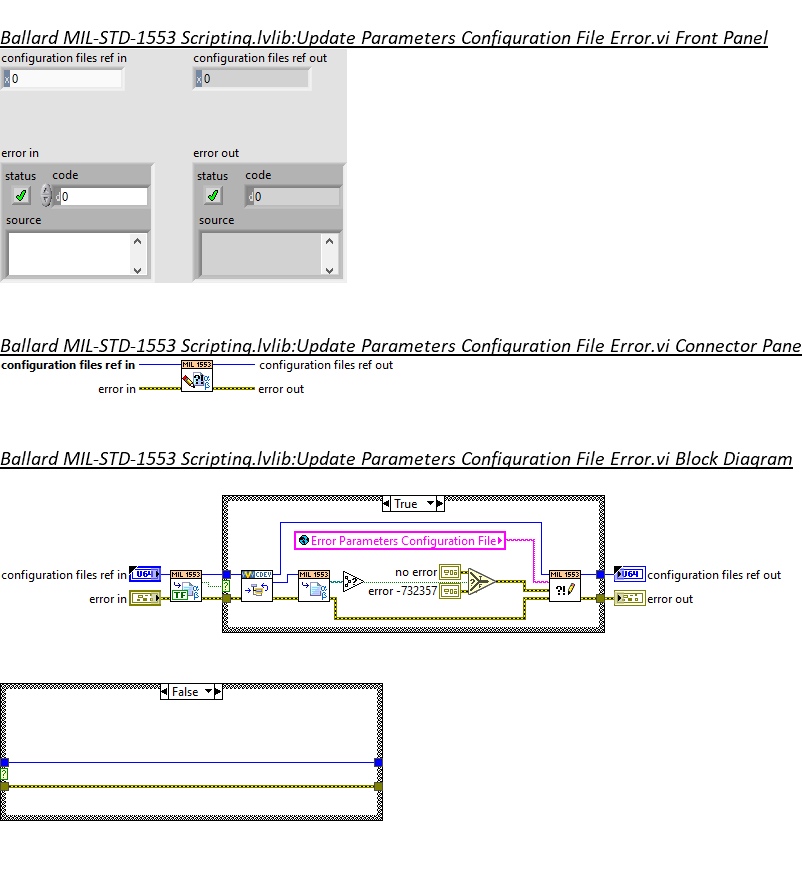 Ballard MIL-STD-1553 Scripting.lvlib:Update Parameters Configuration File Error.vi Front Panel
configuration files ref in configuration files ref out
x 0 x 0
error in error out
status code status code
d 0 d 0
source source
Ballard MIL-STD-1553 Scripting.lvlib:Update Parameters Configuration File Error.vi Connector Pane
configuration files ref in MIL 1553 configuration files ref out
error in error out
Ballard MIL-STD-1553 Scripting.lvlib:Update Parameters Configuration File Error.vi Block Diagram
True
Error Parameters Configuration File
configuration files ref in U64 MIL 1553 CDEV MIL 1553 no error MIL 1553 U64 configuration files ref out
error in TF error -732357 ?! error out
False